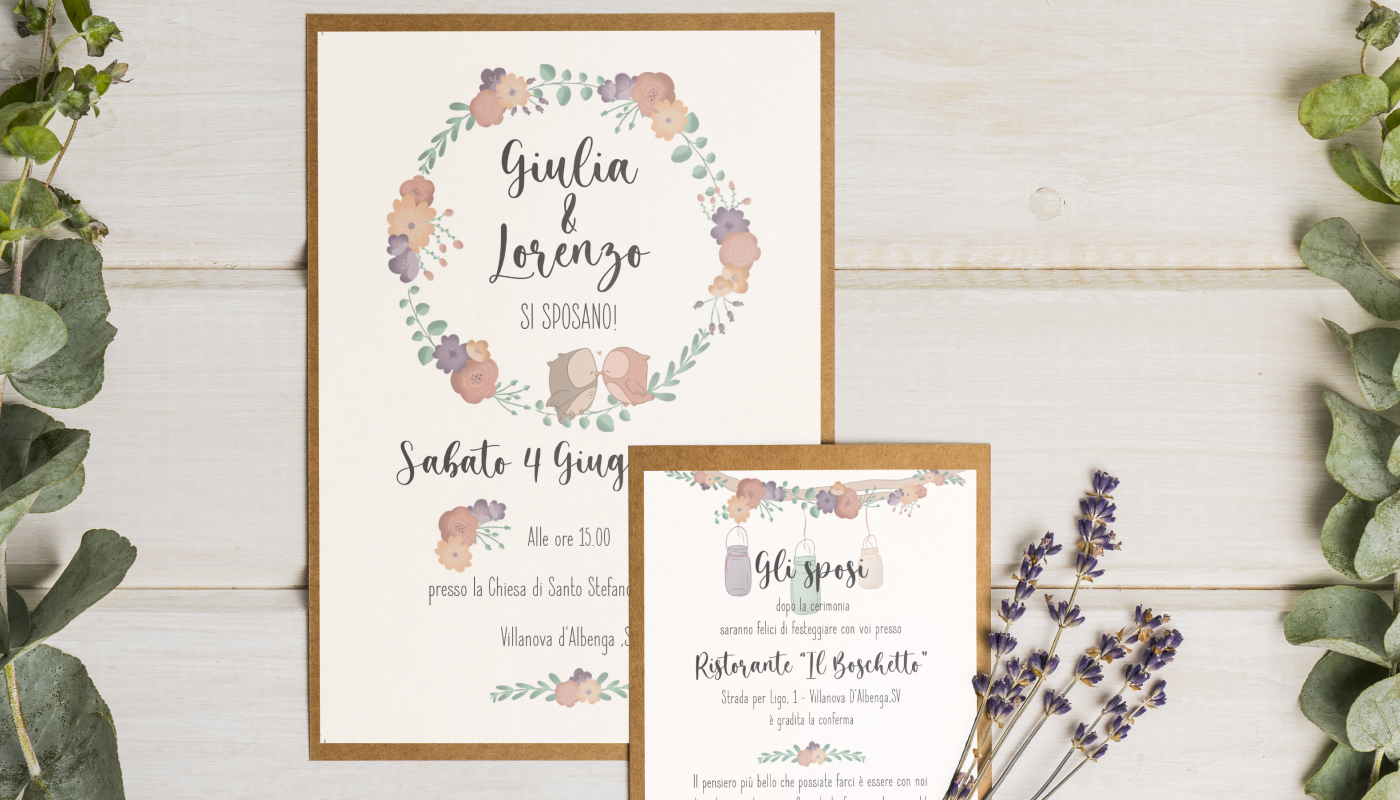 Giulia
&
Lorenzo
SI SPOSANO!
Sabato 4 Giug
Alle ore 15.00
presso la Chiesa di Santo Stefano
Villanova d'Albenga ,S
Gli sposi
dopo la cerimonia
saranno felici di festeggiare con voi presso
Ristorante "Il Boschetto"
Strada per Ligo, 1 - Villanova D'Albenga,SV
è gradita la conferma
Il pensiero più bello che possiate farci è essere con noi